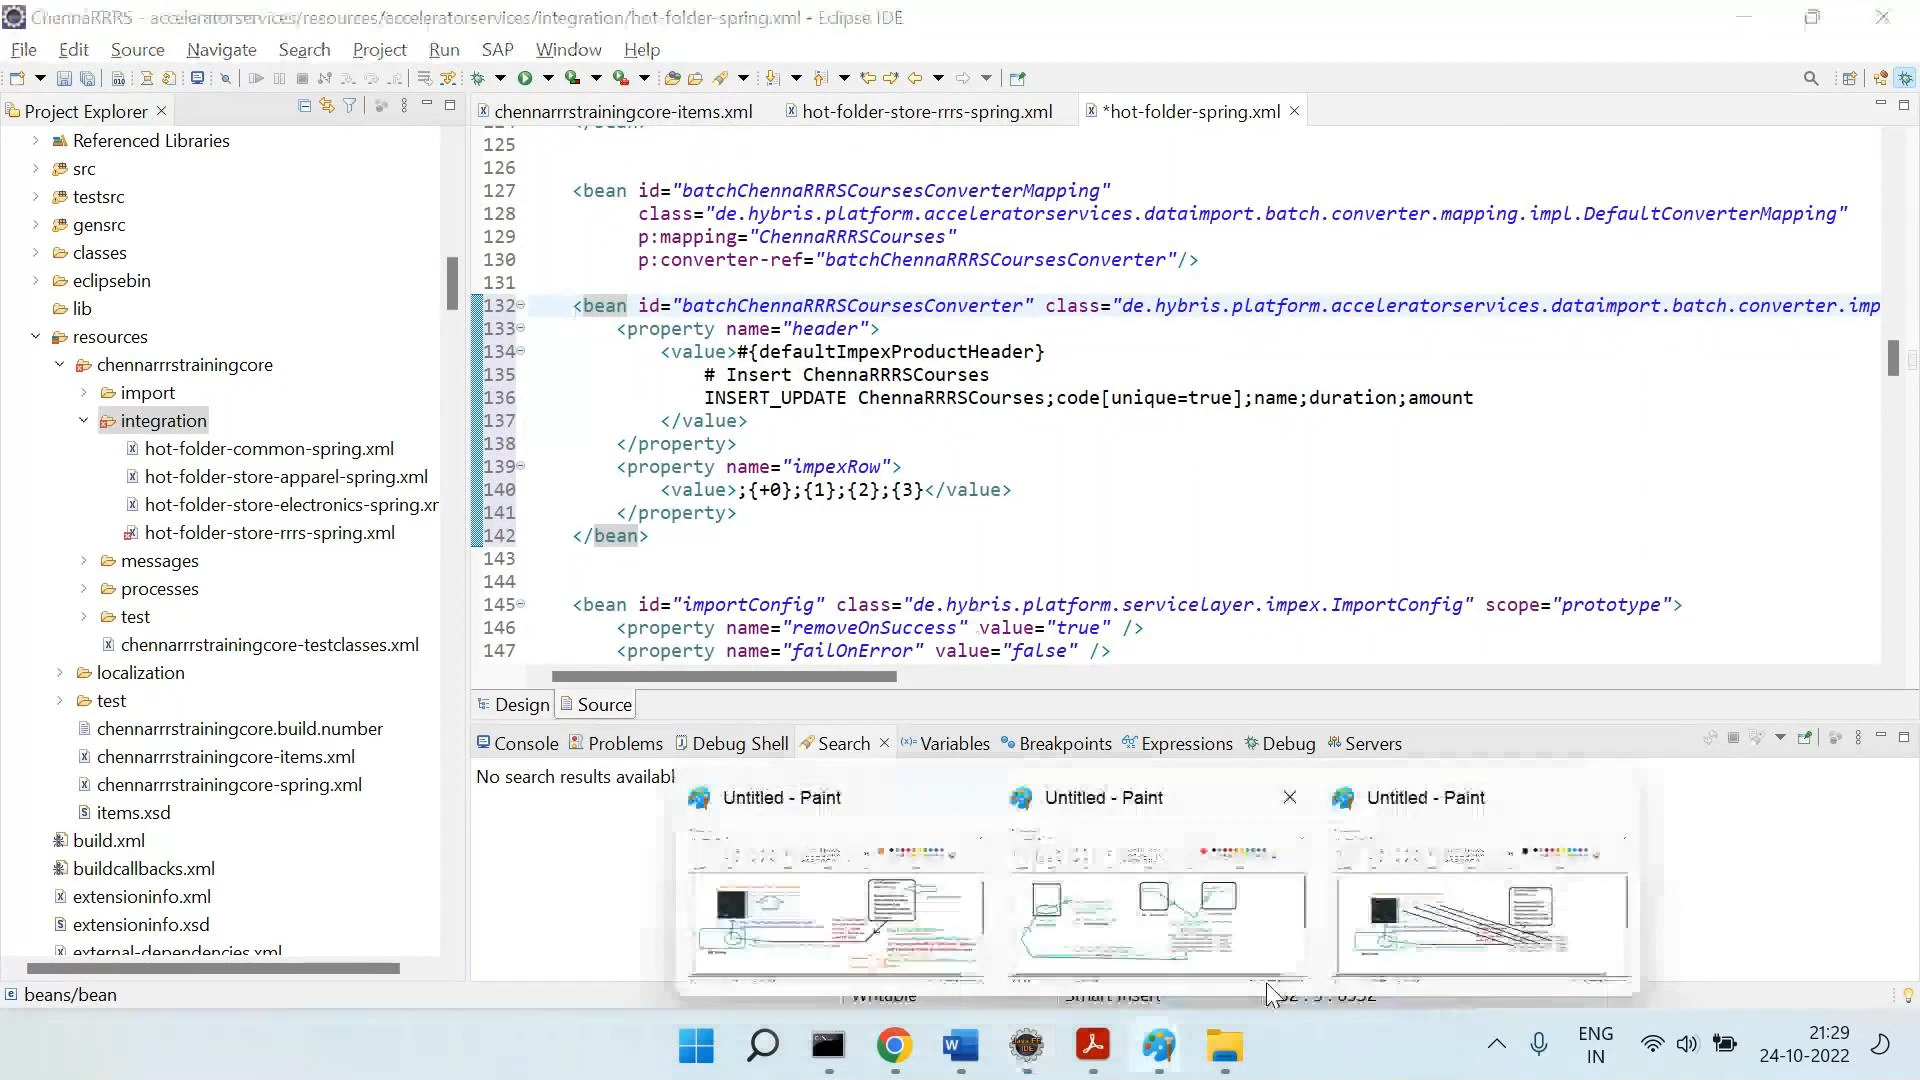 ChennaRRRS - acceleratorservices/resources/acceleratorservices/integration/hot-folder-spring.xml - Eclipse IDE
File Edit Source Navigate Search Project Run SAP Window Help
Project Explorer
chennarrrstrainingcore-items.xml
hot-folder-store-rrrs-spring.xml
*hot-folder-spring.xml
Referenced Libraries
src
testsrc
gensrc
classes
eclipsebin
lib
resources
chennarrrstrainingcore
import
integration
hot-folder-common-spring.xml
hot-folder-store-apparel-spring.xml
hot-folder-store-electronics-spring.xr
hot-folder-store-rrrs-spring.xml
messages
processes
test
chennarrrstrainingcore-testclasses.xml
localization
test
chennarrrstrainingcore.build.number
chennarrrstrainingcore-items.xml
chennarrrstrainingcore-spring.xml
items.xsd
build.xml
buildcallbacks.xml
extensioninfo.xml
extensioninfo.xsd
external-dependencies.xml
125
126
127 <bean id="batchChennaRRRSCoursesConverterMapping"
128 class="de.hybris.platform.acceleratorservices.dataimport.batch.converter.mapping.impl.DefaultConverterMapping"
129 p:mapping="ChennaRRRSCourses"
130 p:converter-ref="batchChennaRRRSCoursesConverter"/>
131
132 <bean id="batchChennaRRRSCoursesConverter" class="de.hybris.platform.acceleratorservices.dataimport.batch.converter.imp
133 <property name="header">
134 <value>#{defaultImpexProductHeader}
135 # Insert ChennaRRRSCourses
136 INSERT_UPDATE ChennaRRRSCourses;code[unique=true];name;duration;amount
137 </value>
138 </property>
139 <property name="impexRow">
140 <value>;{+0};{1};{2};{3}</value>
141 </property>
142 </bean>
143
144
145 <bean id="importConfig" class="de.hybris.platform.servicelayer.impex.ImportConfig" scope="prototype">
146 <property name="removeOnSuccess" value="true" />
147 <property name="failOnError" value="false" />
Design Source
Console Problems Debug Shell Search Variables Breakpoints Expressions Debug Servers
No search results availabl
Untitled - Paint
Untitled - Paint
Untitled - Paint
beans/bean
Writable
Smart Insert
ENG
IN
21:29
24-10-2022